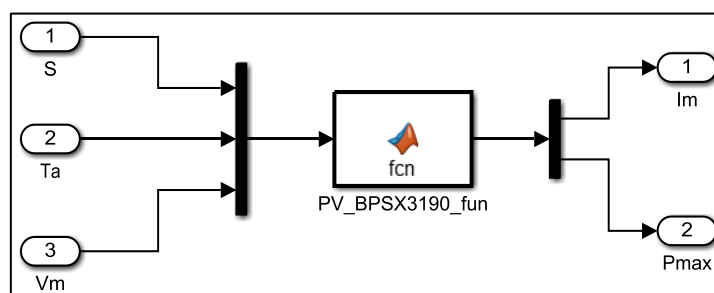 1
S
2
Ta
3
Vm
fcn
PV_BPSX3190_fun
1
Im
2
Pmax